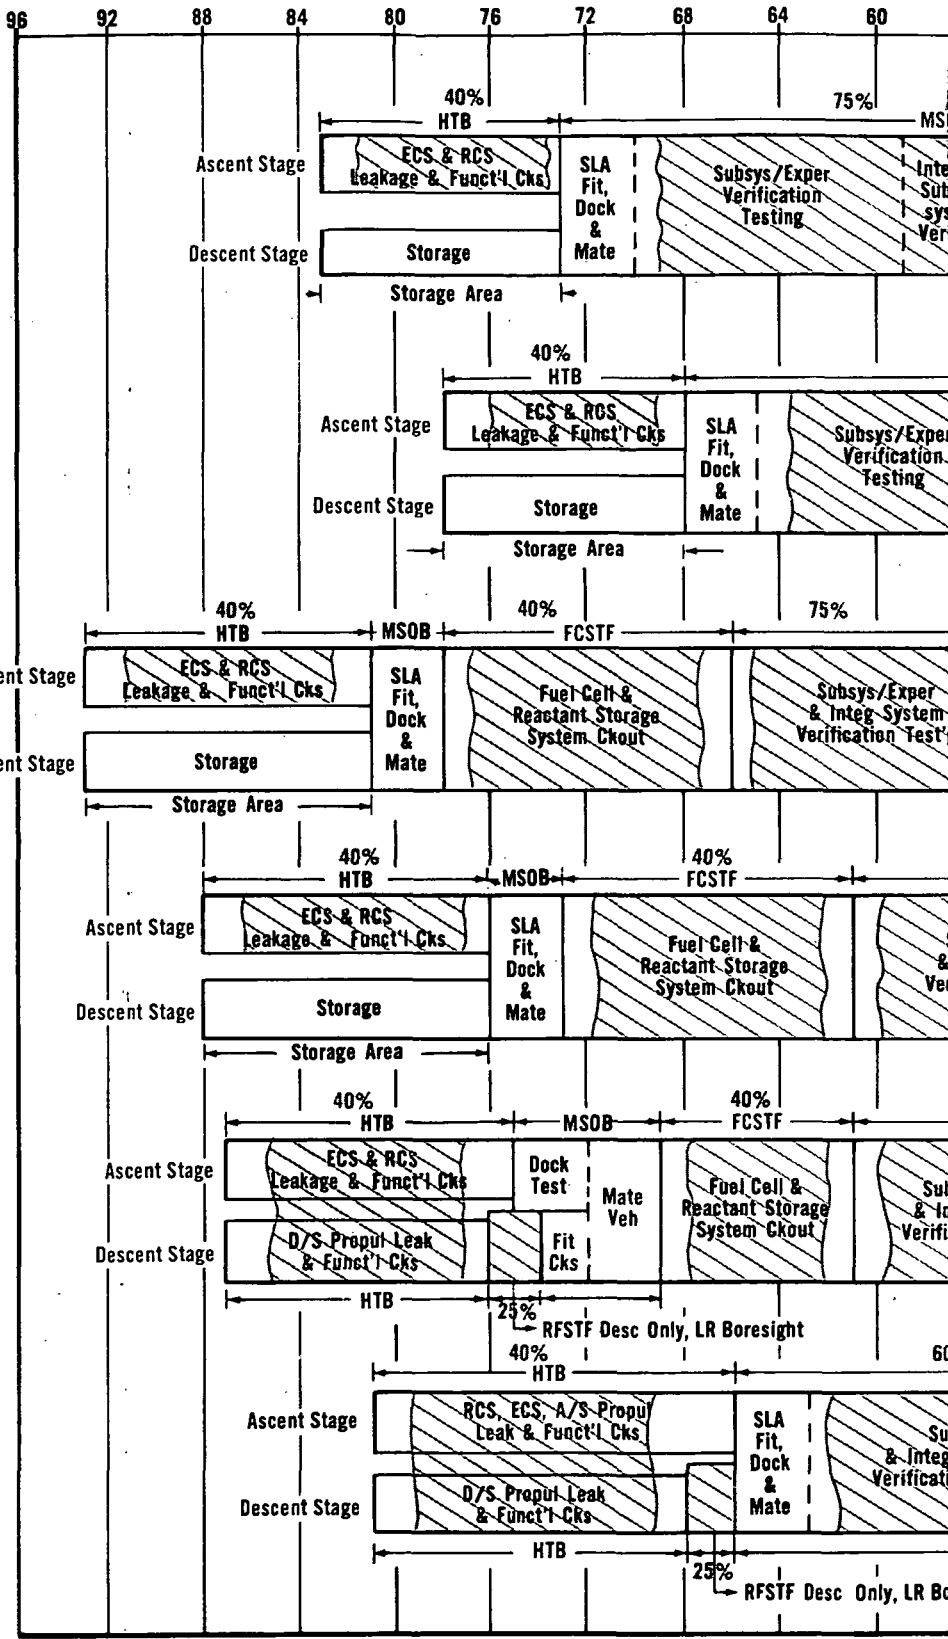 96 92 88 84 80 76 72 68 64 60
40% 75%
HTB
Ascent Stage
ECS & RCS
Leakage & Funct'l Cks
SLA
Fit,
Dock
&
Mate
Subsys/Exper
Verification
Testing
Descent Stage
Storage
Storage Area
40%
HTB
Ascent Stage
ECS & RCS
Leakage & Funct'l Cks
SLA
Fit,
Dock
&
Mate
Subsys/Exper
Verification
Testing
Descent Stage
Storage
Storage Area
40% 40% 75%
HTB MSOB FCSTF
Stage
ECS & RCS
Leakage & Funct'l Cks
SLA
Fit,
Dock
&
Mate
Fuel Cell &
Reactant Storage
System Ckout
Subsys/Exper
& Integ System
Verification Test'g
Stage
Storage
Storage Area
40% 40%
HTB MSOB FCSTF
Ascent Stage
ECS & RCS
Leakage & Funct'l Cks
SLA
Fit,
Dock
&
Mate
Fuel Cell &
Reactant Storage
System Ckout
&
Descent Stage
Storage
Storage Area
40% 40%
HTB MSOB FCSTF
Ascent Stage
ECS & RCS
Leakage & Funct'l Cks
Dock
Test
Mate
Veh
Fuel Cell &
Reactant Storage
System Ckout
&
Descent Stage
D/S Propul Leak
& Funct'l Cks
Fit
Cks
HTB
25%
RFSTF Desc Only, LR Boresight
40%
HTB
Ascent Stage
RCS, ECS, A/S Propul
Leak & Funct'l Cks
SLA
Fit,
Dock
&
Mate
& Integ
Descent Stage
D/S Propul Leak
& Funct'l Cks
HTB
25%
RFSTF Desc Only, LR